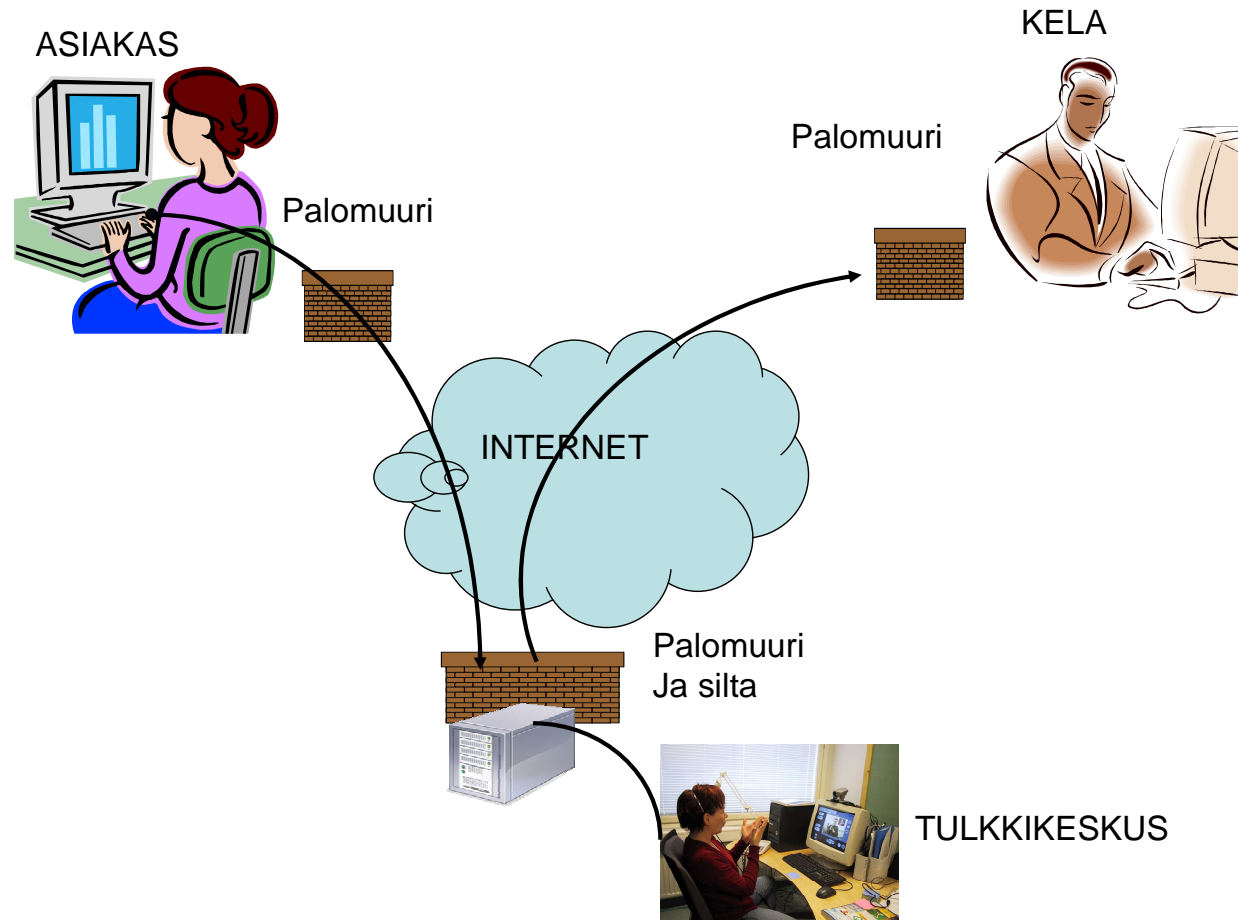 ASIAKAS
KELA
Palomuuri
Palomuuri
INTERNET
Palomuuri
Ja silta
TULKKIKESKUS